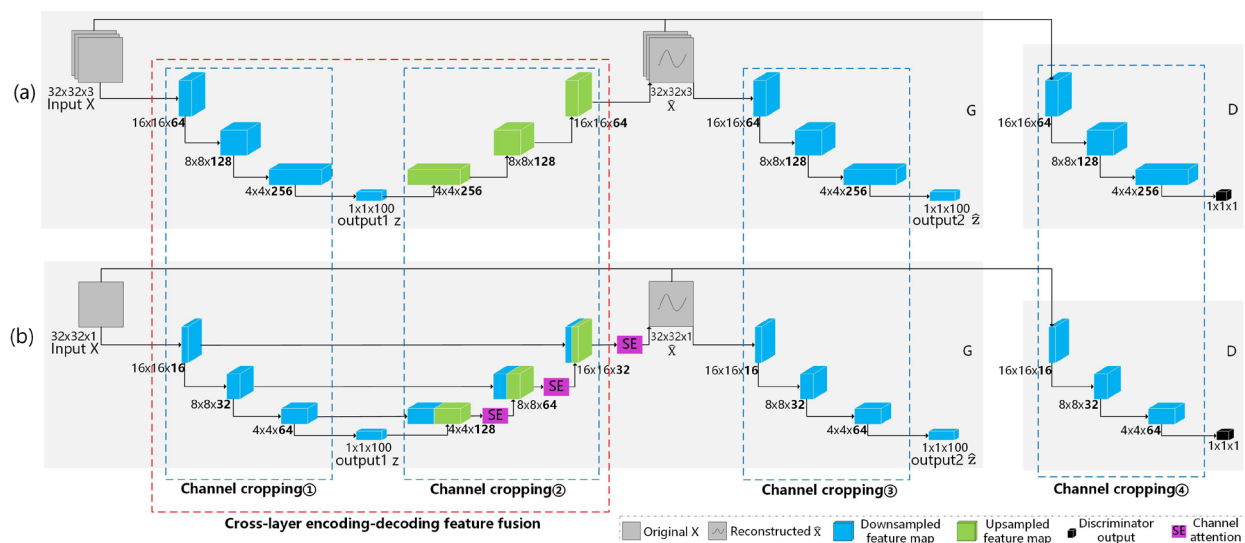 (a)
32x32x3
Input X
16x16x64
8x8x128
4x4x256
1x1x100
output1 z
4x4x256
8x8x128
16x16x64
32x32x3
x̂
16x16x64
8x8x128
4x4x256
1x1x100
output2 ẑ
G
16x16x64
8x8x128
4x4x256
1x1x1
D
(b)
32x32x1
Input X
16x16x16
8x8x32
4x4x64
1x1x100
output1 z
4x4x128
SE
8x8x64
SE
16x16x32
SE
32x32x1
x̂
16x16x16
8x8x32
4x4x64
1x1x100
output2 ẑ
G
16x16x16
8x8x32
4x4x64
1x1x1
D
Channel cropping①
Channel cropping②
Channel cropping③
Channel cropping④
Cross-layer encoding-decoding feature fusion
Original X
Reconstructed x̂
Downsampled
feature map
Upsampled
feature map
Discriminator
output
SE
Channel
attention